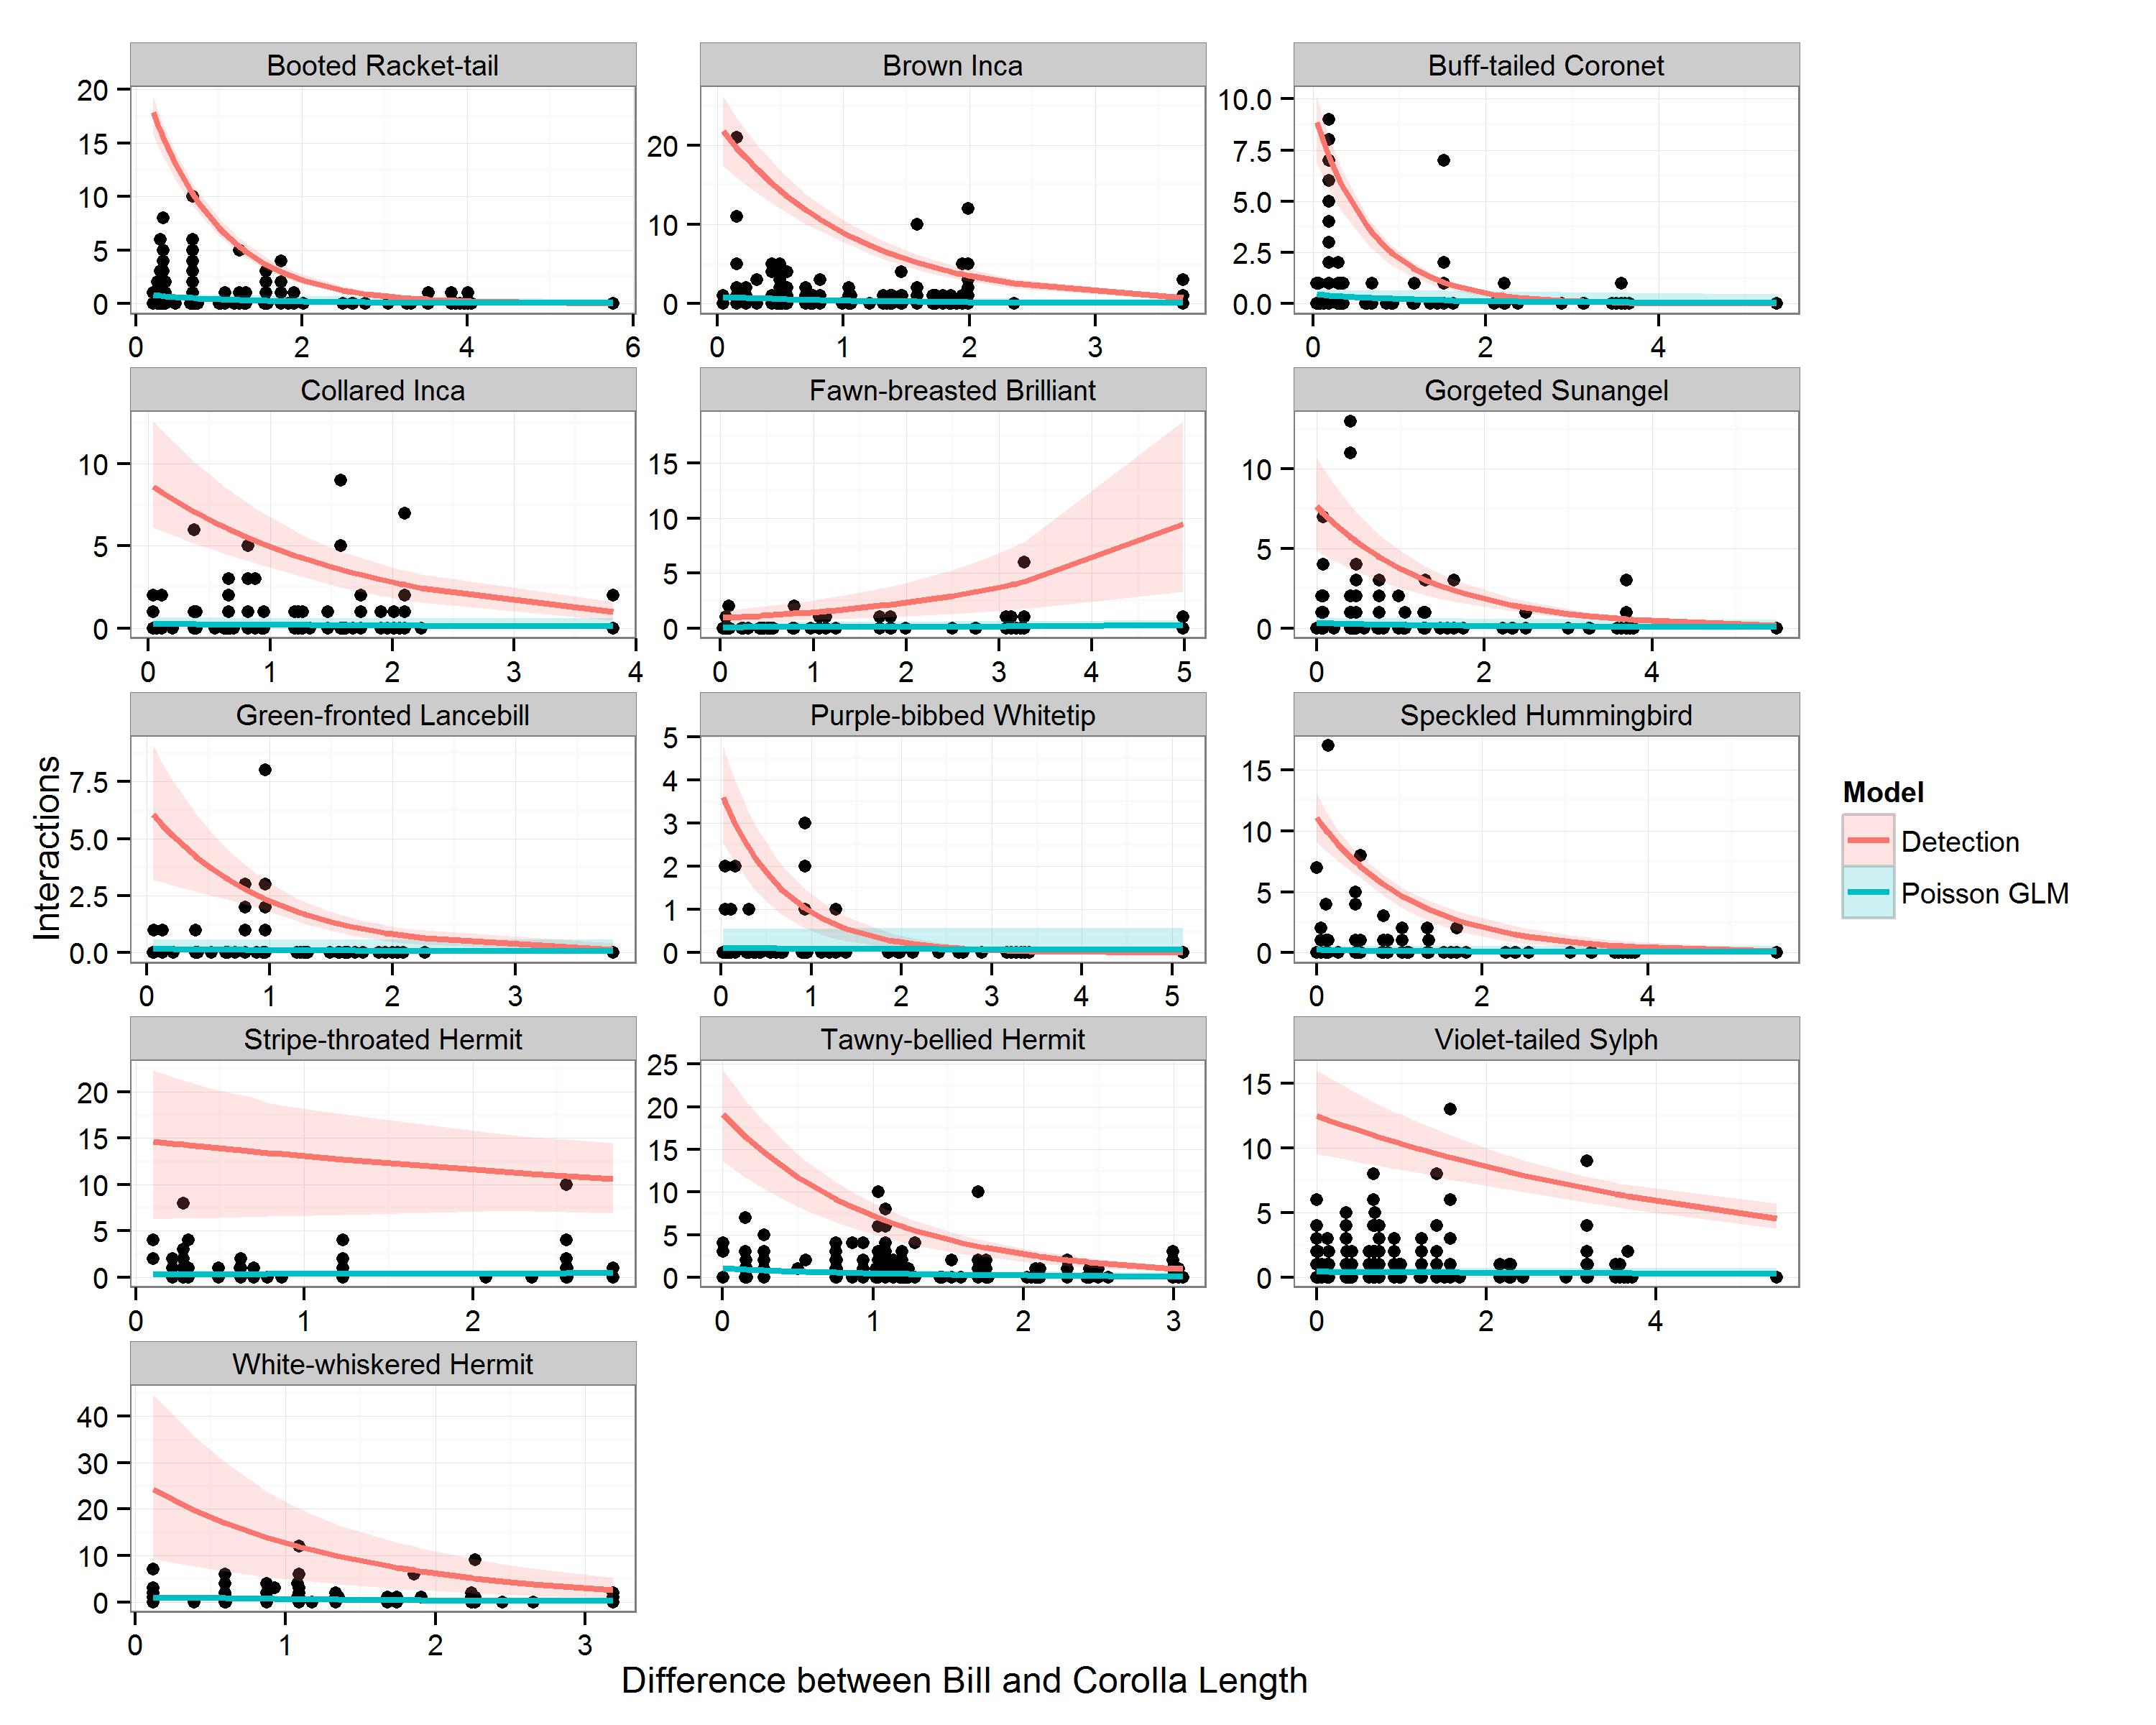 Booted Racket-tail
Brown Inca
Buff-tailed Coronet
20
15
10
5
0
20
10
0
10.0
7.5
5.0
2.5
0.0
0 2 4 6
0 1 2 3
0 2 4
Collared Inca
Fawn-breasted Brilliant
Gorgeted Sunangel
10
5
0
15
10
5
0
10
5
0
0 1 2 3 4
0 1 2 3 4 5
0 2 4
Green-fronted Lancebill
Purple-bibbed Whitetip
Speckled Hummingbird
7.5
5.0
2.5
0.0
5
4
3
2
1
0
15
10
5
0
0 1 2 3
0 1 2 3 4 5
0 2 4
Stripe-throated Hermit
Tawny-bellied Hermit
Violet-tailed Sylph
20
15
10
5
0
25
20
15
10
5
0
15
10
5
0
0 1 2
0 1 2 3
0 2 4
White-whiskered Hermit
40
30
20
10
0
0 1 2 3
Interactions
Difference between Bill and Corolla Length
Model
Detection
Poisson GLM